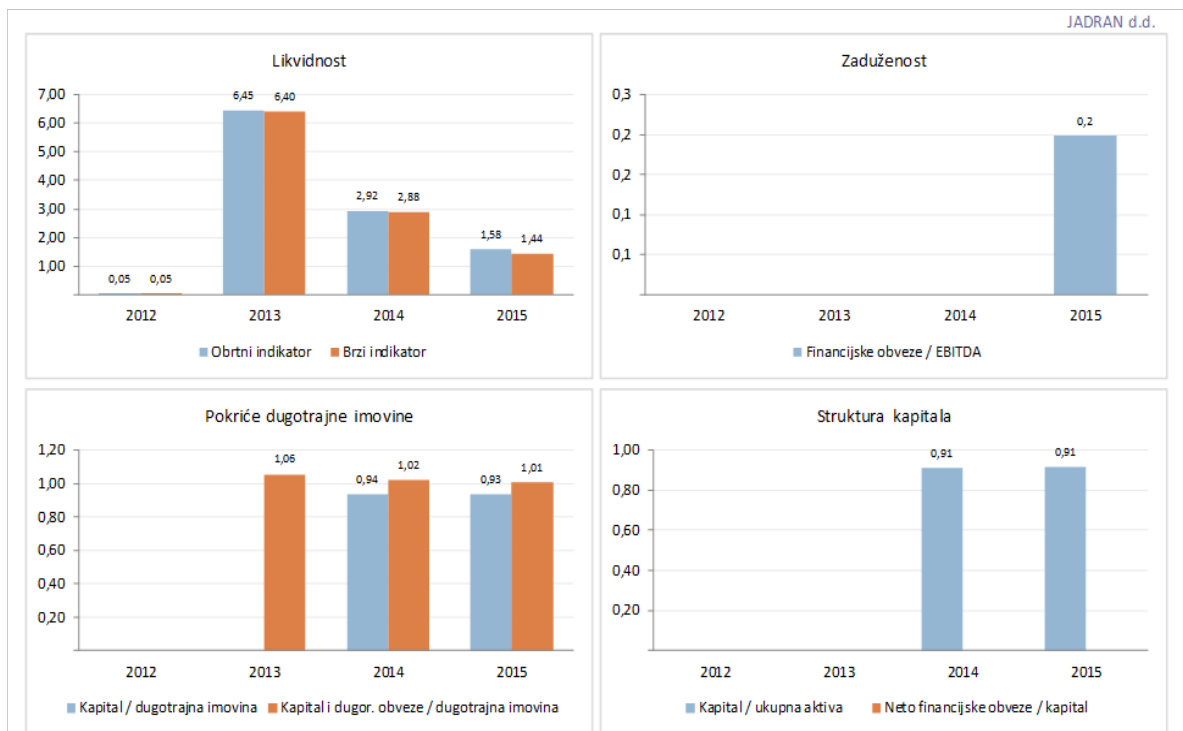 JADRAN d.d.
Likvidnost
7,00
6,00
5,00
4,00
3,00
2,00
1,00
0,05 0,05
6,45 6,40
2,92 2,88
1,58 1,44
2012 2013 2014 2015
Obrtni indikator Brzi indikator
Zaduženost
0,3
0,2
0,2
0,1
0,1
0,2
2012 2013 2014 2015
Financijske obveze / EBITDA
Pokriće dugotrajne imovine
1,20
1,00
0,80
0,60
0,40
0,20
1,06
0,94 1,02
0,93 1,01
2012 2013 2014 2015
Kapital / dugotrajna imovina Kapital i dugor. obveze / dugotrajna imovina
Struktura kapitala
1,00
0,80
0,60
0,40
0,20
0,91 0,91
2012 2013 2014 2015
Kapital / ukupna aktiva Neto financijske obveze / kapital